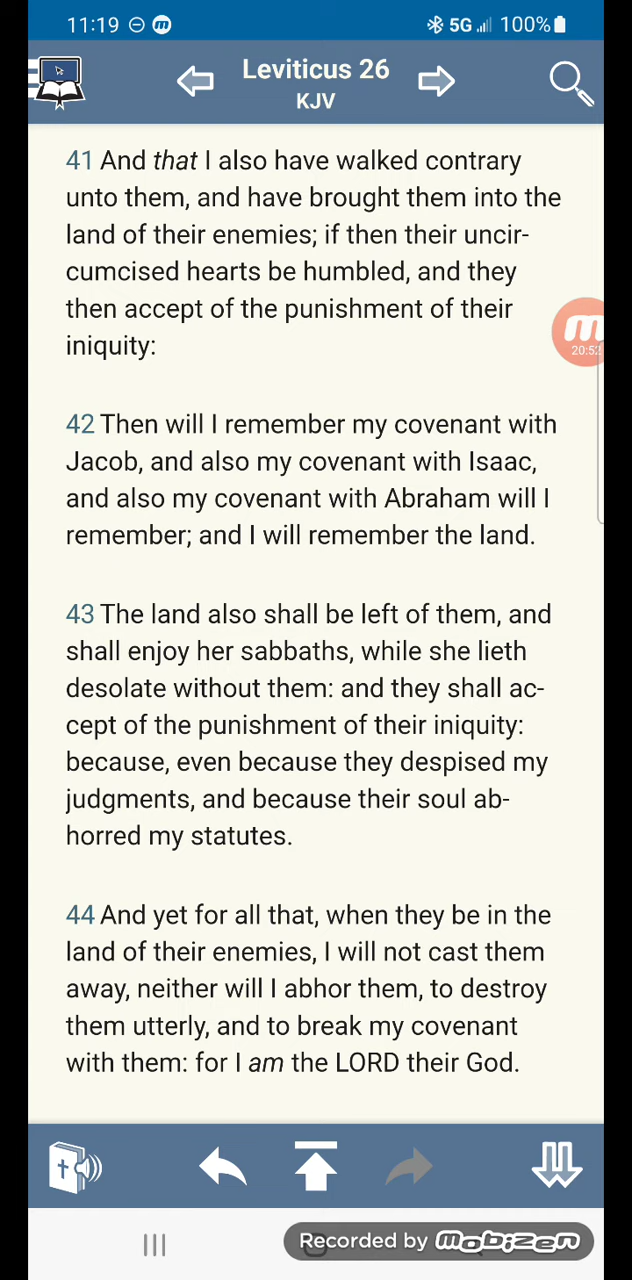 11:19
5G 100%
Leviticus 26
KJV
41 And that I also have walked contrary
unto them, and have brought them into the
land of their enemies; if then their uncir-
cumcised hearts be humbled, and they
then accept of the punishment of their
iniquity:
m
20:52
42 Then will I remember my covenant with
Jacob, and also my covenant with Isaac,
and also my covenant with Abraham will I
remember; and I will remember the land.
43 The land also shall be left of them, and
shall enjoy her sabbaths, while she lieth
desolate without them: and they shall ac-
cept of the punishment of their iniquity:
because, even because they despised my
judgments, and because their soul ab-
horred my statutes.
44 And yet for all that, when they be in the
land of their enemies, I will not cast them
away, neither will I abhor them, to destroy
them utterly, and to break my covenant
with them: for I am the LORD their God.
Recorded by mobizen